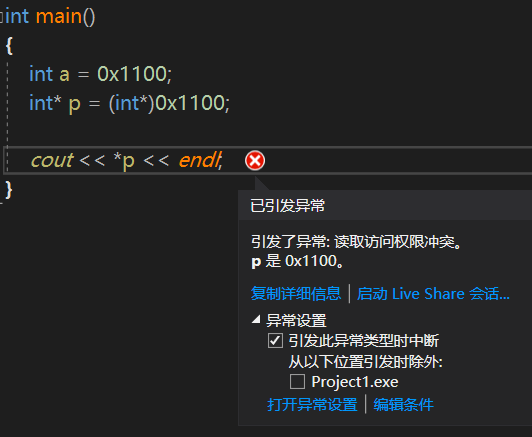 int main()
{
int a = 0x1100;
int* p = (int*)0x1100;
cout << *p << endl;
}
已引发异常
引发了异常: 读取访问权限冲突。
p 是 0x1100。
复制详细信息 | 启动 Live Share 会话...
异常设置
引发此异常类型时中断
从以下位置引发时除外:
Project1.exe
打开异常设置 | 编辑条件